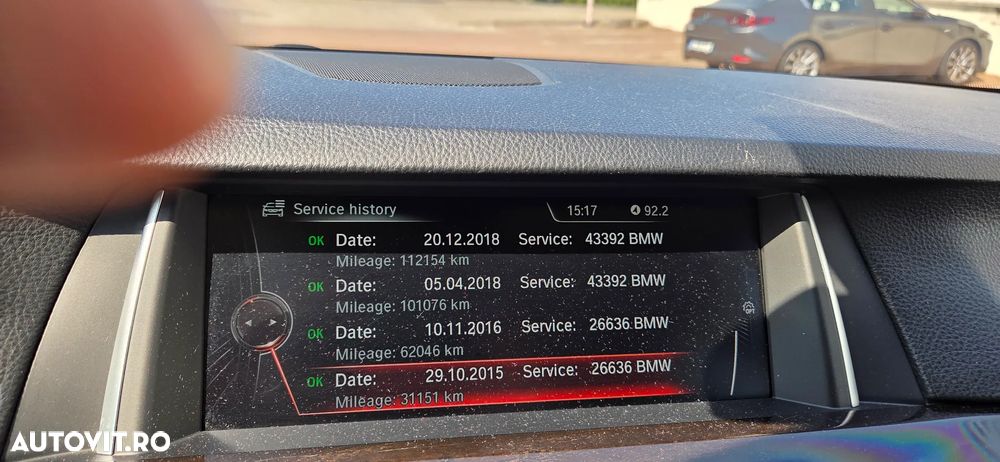 Service history
15:17 92.2
OK Date: 20.12.2018 Service: 43392 BMW
Mileage: 112154 km
OK Date: 05.04.2018 Service: 43392 BMW
Mileage: 101076 km
OK Date: 10.11.2016 Service: 26636 BMW
Mileage: 62046 km
OK Date: 29.10.2015 Service: 26636 BMW
Mileage: 31151 km
OPT
AUTOVIT.RO